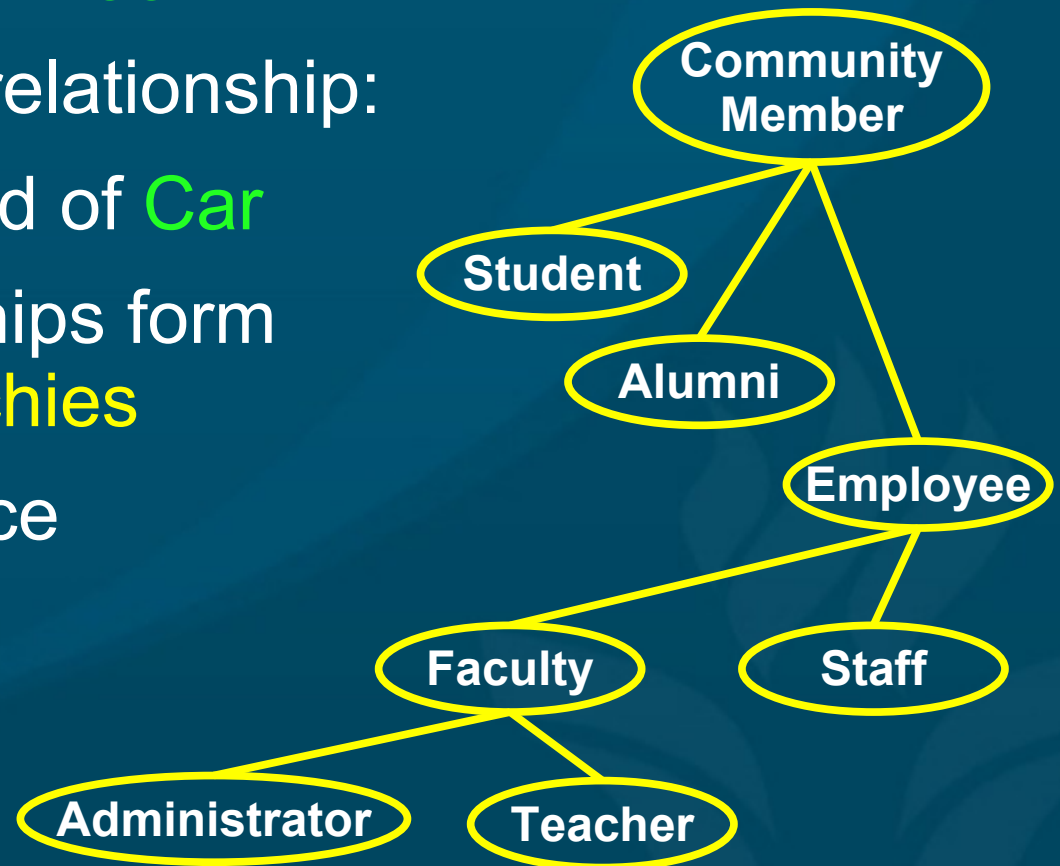 relationship:
d of Car
hips form
chies
ce
Community
Member
Student
Alumni
Employee
Faculty
Staff
Administrator
Teacher